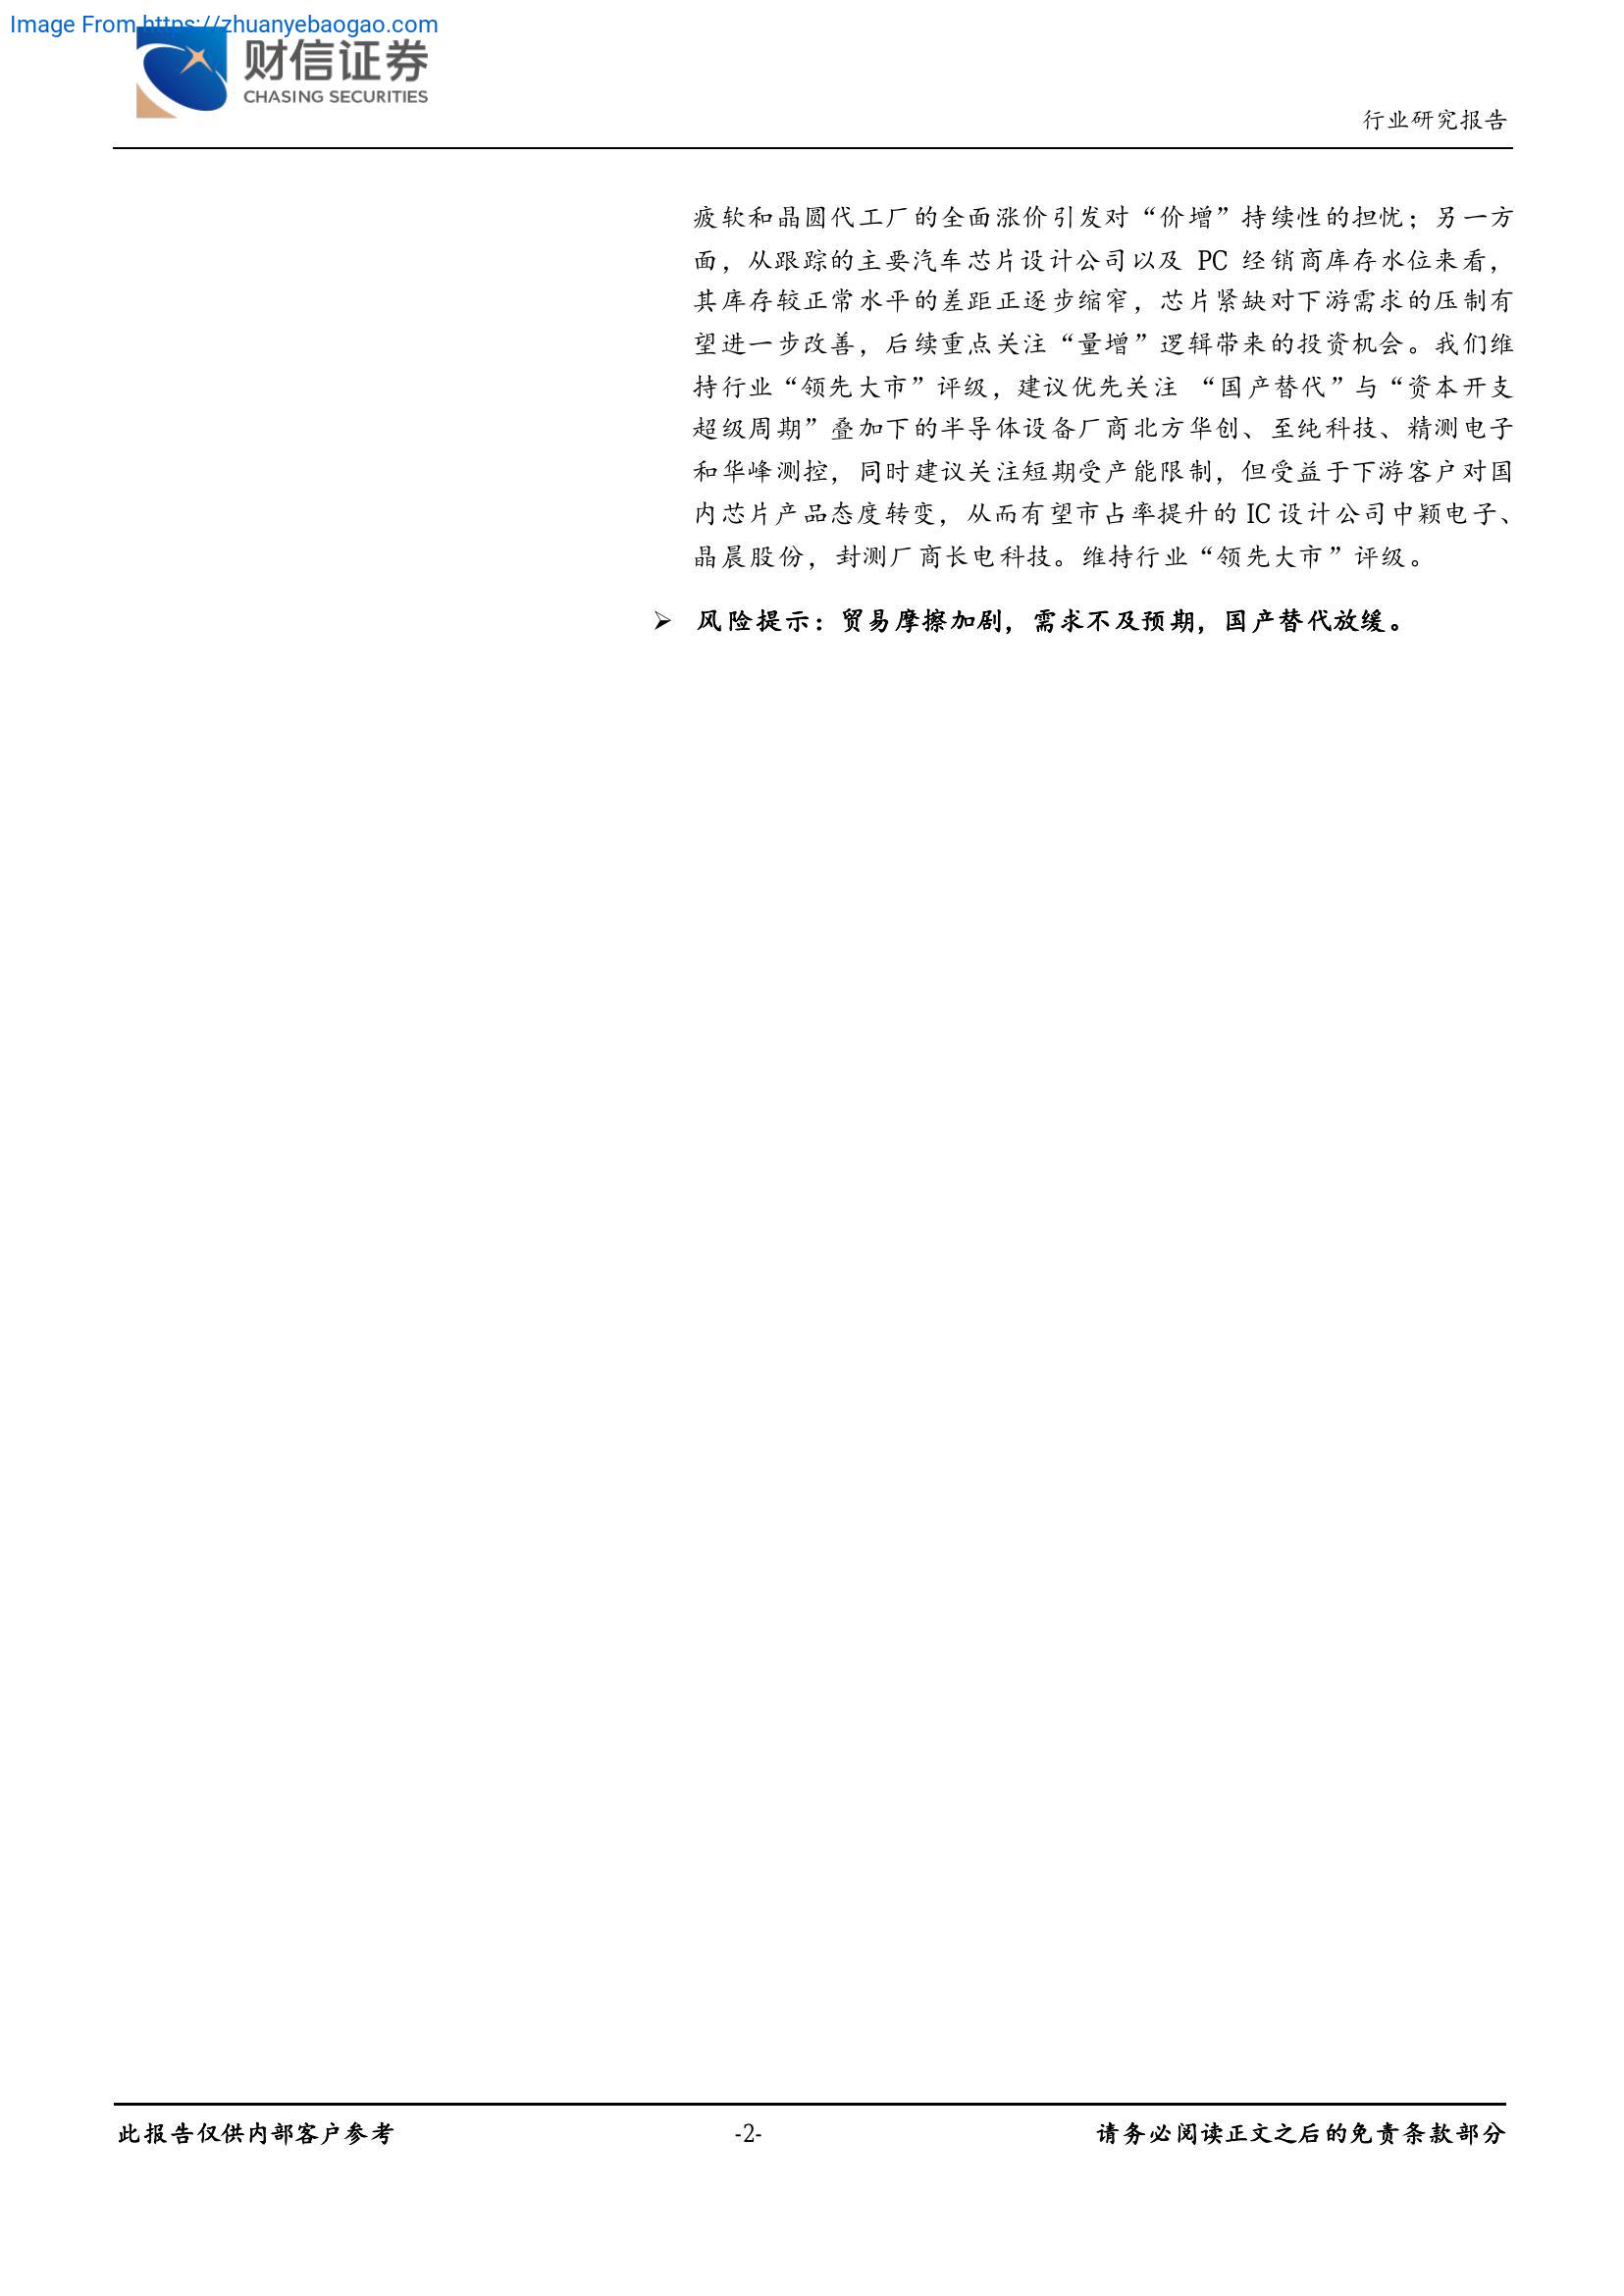 Image From https://zhuanyebaogao.com
财信证券
CHASING SECURITIES
行业研究报告
疲软和晶圆代工厂的全面涨价引发对“价增”持续性的担忧；另一方
面，从跟踪的主要汽车芯片设计公司以及 PC 经销商库存水位来看，
其库存较正常水平的差距正逐步缩窄，芯片紧缺对下游需求的压制有
望进一步改善，后续重点关注“量增”逻辑带来的投资机会。我们维
持行业“领先大市”评级，建议优先关注 “国产替代”与“资本开支
超级周期”叠加下的半导体设备厂商北方华创、至纯科技、精测电子
和华峰测控，同时建议关注短期受产能限制，但受益于下游客户对国
内芯片产品态度转变，从而有望市占率提升的 IC 设计公司中颖电子、
晶晨股份，封测厂商长电科技。维持行业“领先大市”评级。
➢ 风险提示：贸易摩擦加剧，需求不及预期，国产替代放缓。
此报告仅供内部客户参考
-2-
请务必阅读正文之后的免责条款部分